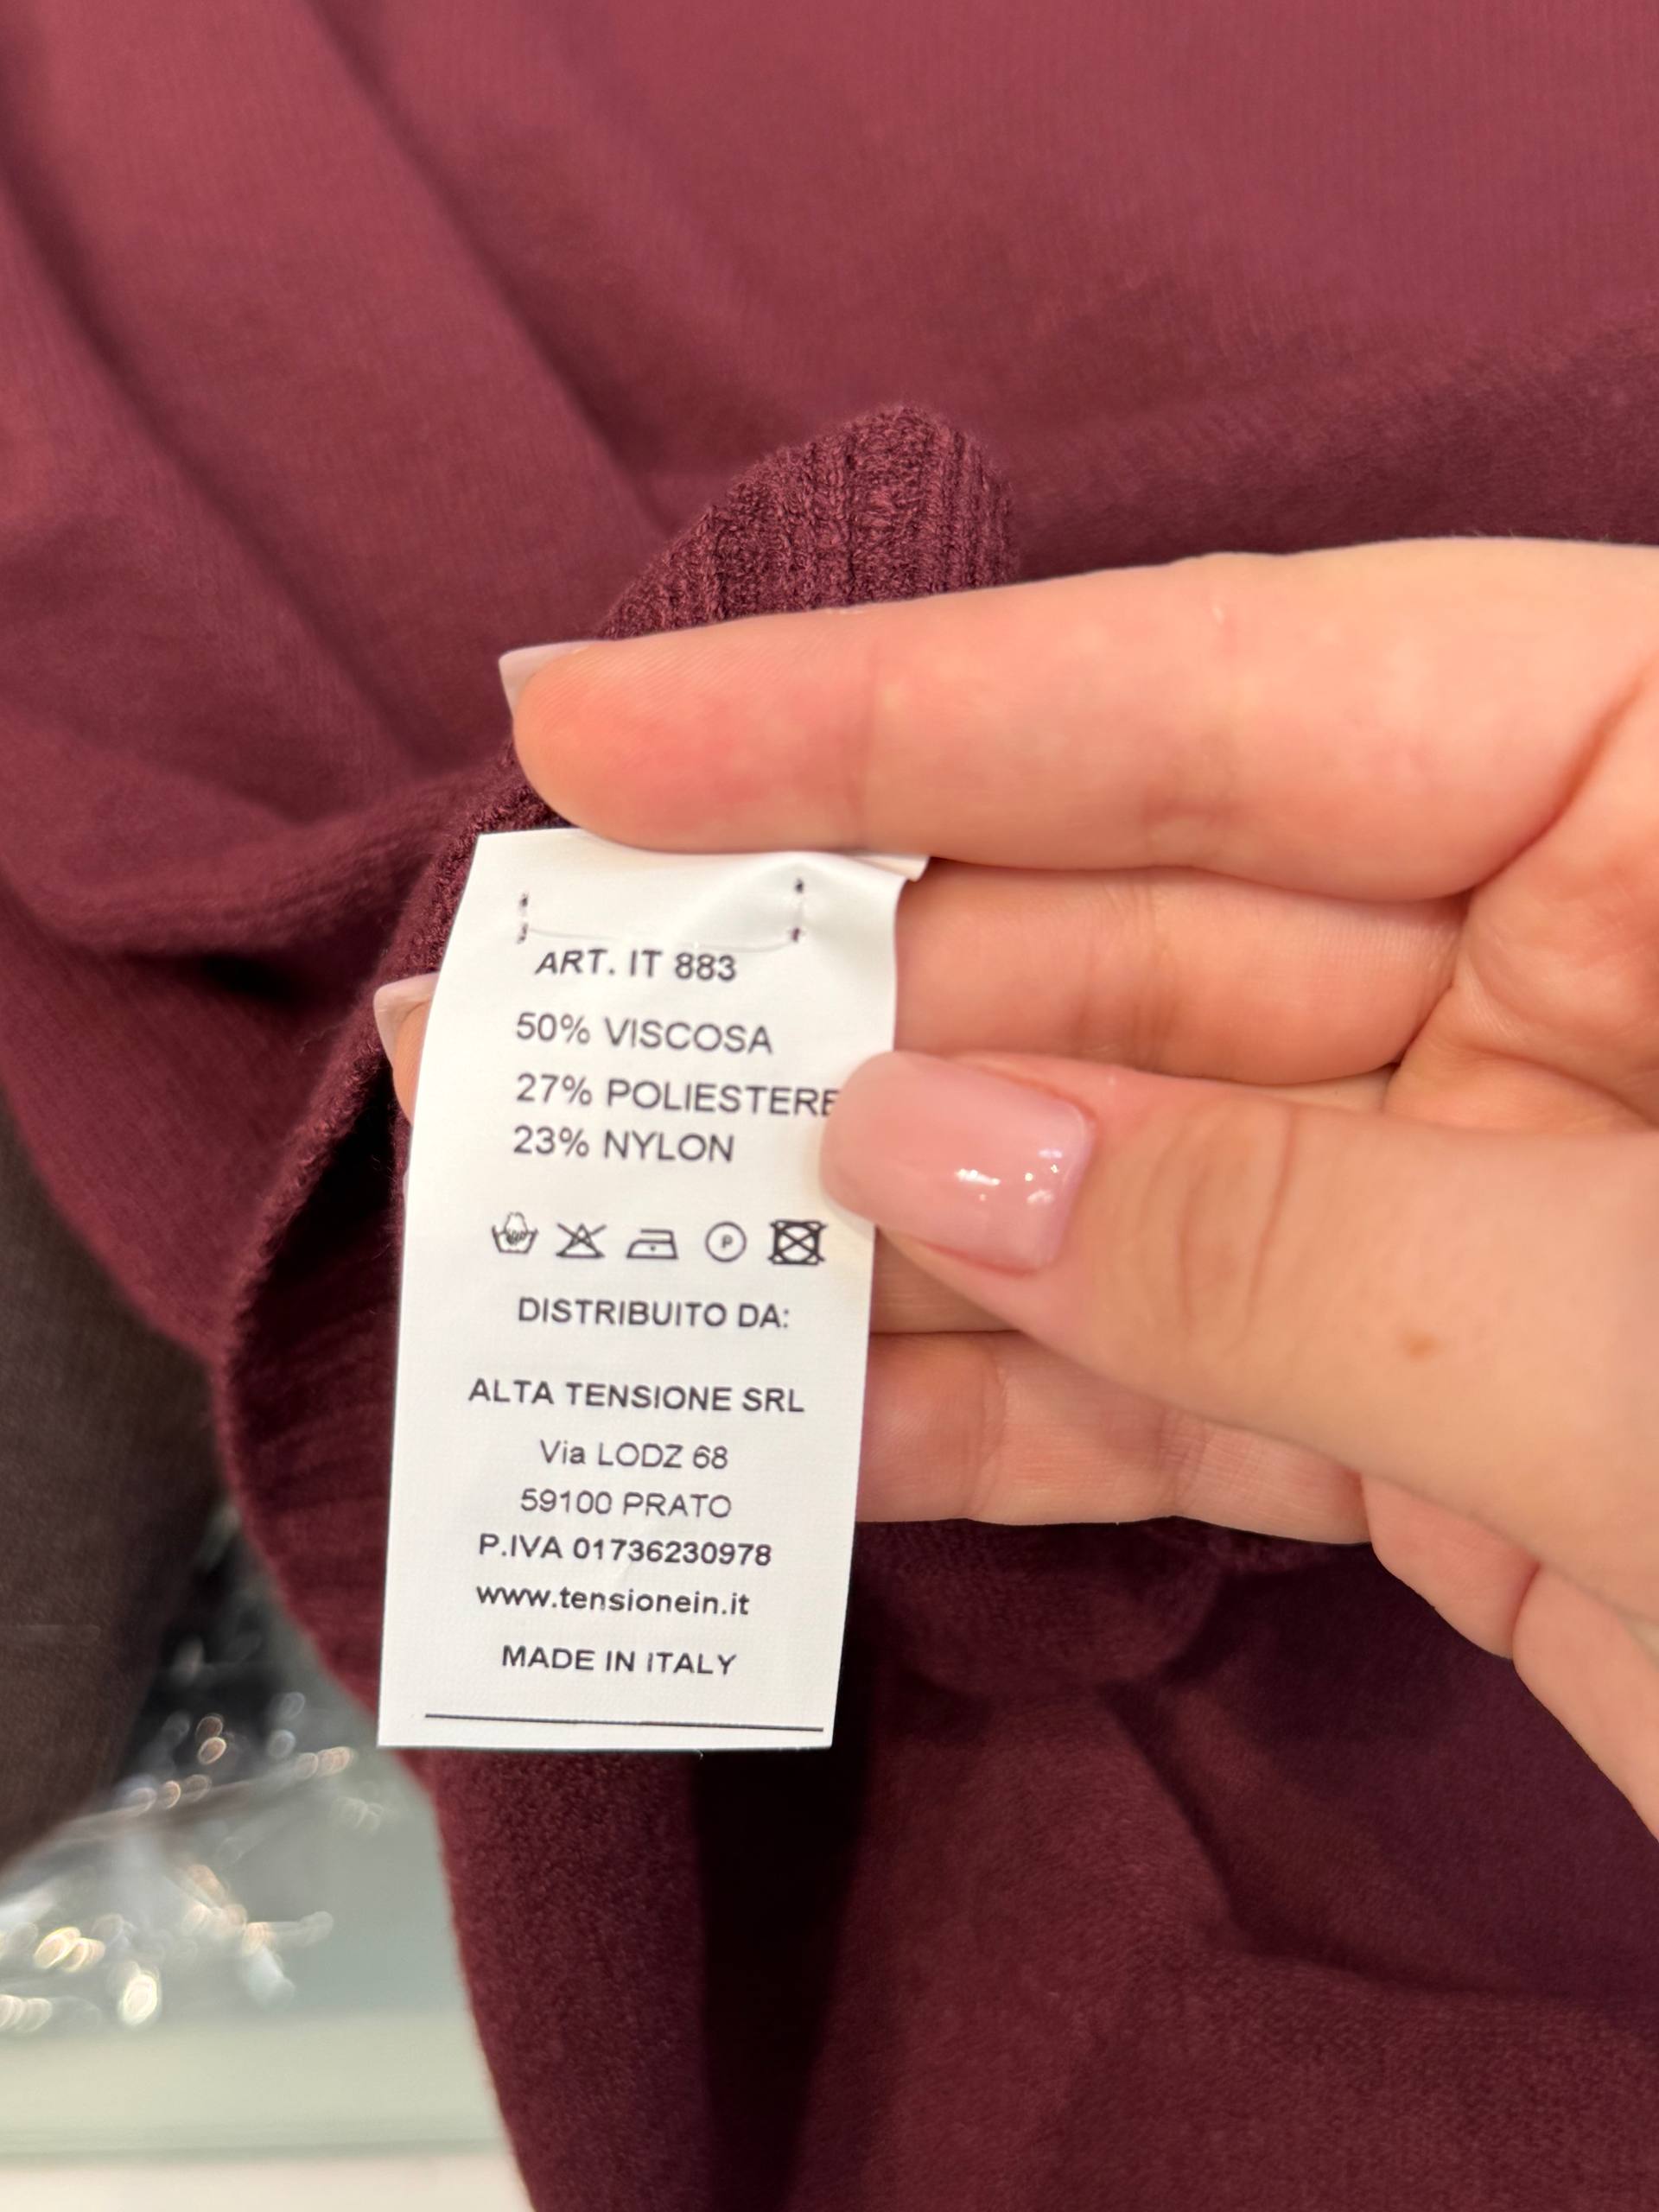 ART. IT 883
50% VISCOSA
27% POLIESTERE
23% NYLON
P
DISTRIBUITO DA:
ALTA TENSIONE SRL
Via LODZ 68
59100 PRATO
P.IVA 01736230978
www.tensionein.it
MADE IN ITALY